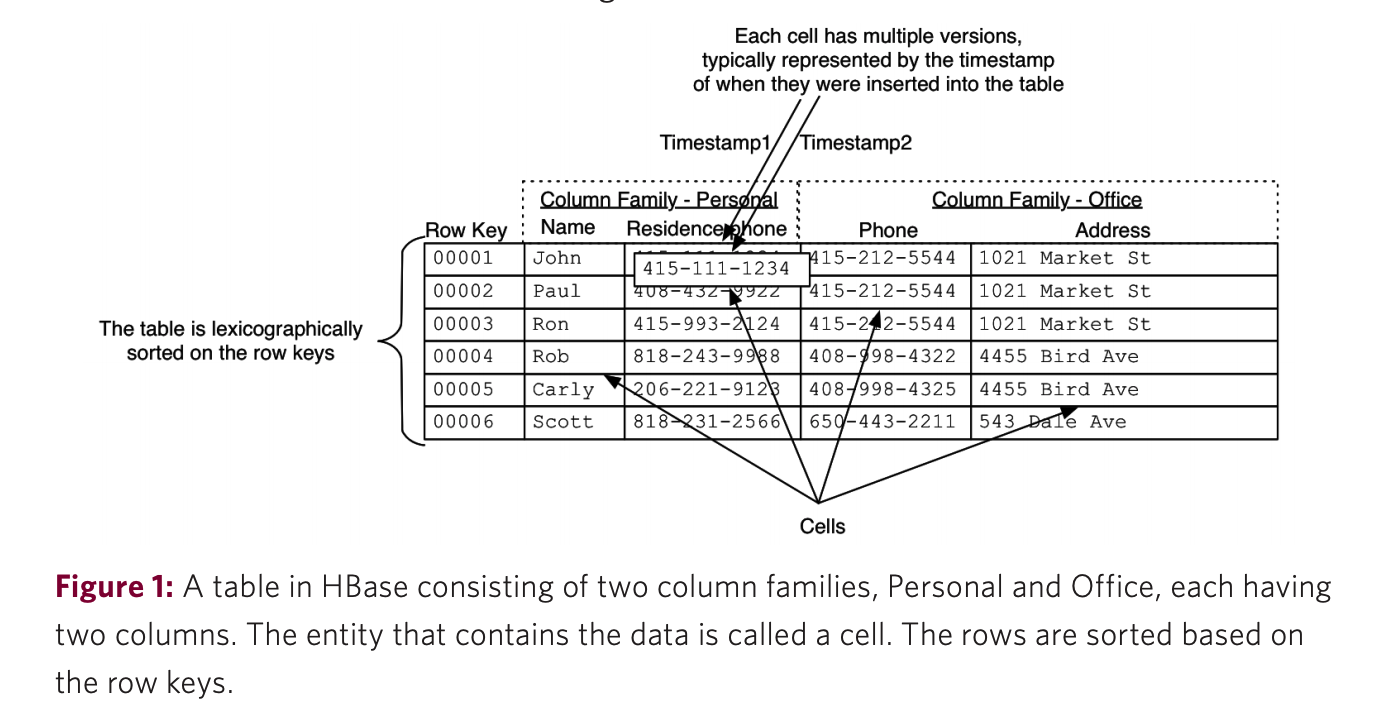 Each cell has multiple versions,
typically represented by the timestamp
of when they were inserted into the table
Timestamp1 Timestamp2
Column Family - Personal Column Family - Office
Row Key Name Residence phone Phone Address
00001 John 415-111-1234 415-212-5544 1021 Market St
00002 Paul 408-432-9922 415-212-5544 1021 Market St
The table is lexicographically
sorted on the row keys
00003 Ron 415-993-2124 415-212-5544 1021 Market St
00004 Rob 818-243-9988 408-998-4322 4455 Bird Ave
00005 Carly 206-221-9123 408-998-4325 4455 Bird Ave
00006 Scott 818-231-2566 650-443-2211 543 Dale Ave
Cells
Figure 1: A table in HBase consisting of two column families, Personal and Office, each having
two columns. The entity that contains the data is called a cell. The rows are sorted based on
the row keys.